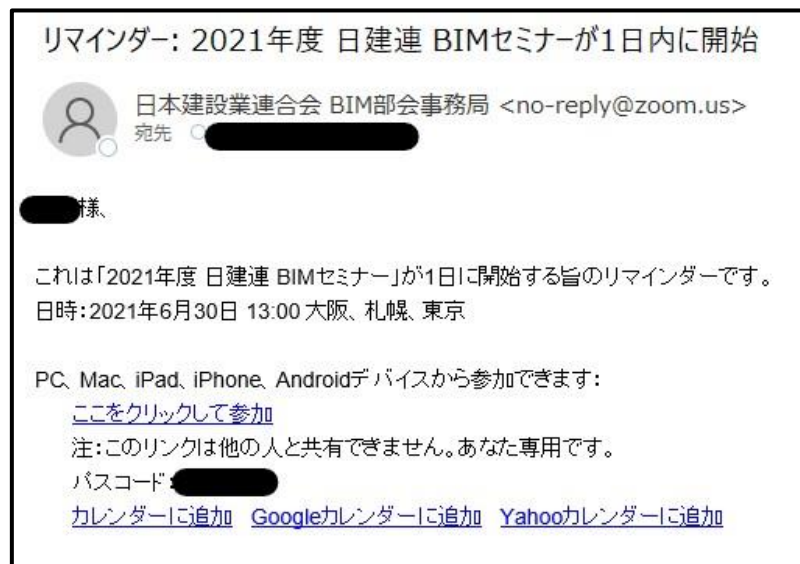 リマインダー: 2021年度 日建連 BIMセミナーが1日内に開始
日本建設業連合会 BIM部会事務局 <no-reply@zoom.us>
宛先
様、
これは「2021年度 日建連 BIMセミナー」が1日に開始する旨のリマインダーです。
日時:2021年6月30日 13:00 大阪、札幌、東京
PC、Mac、iPad、iPhone、Androidデバイスから参加できます:
ここをクリックして参加
注:このリンクは他の人と共有できません。あなた専用です。
パスコード:
カレンダーに追加 Googleカレンダーに追加 Yahooカレンダーに追加